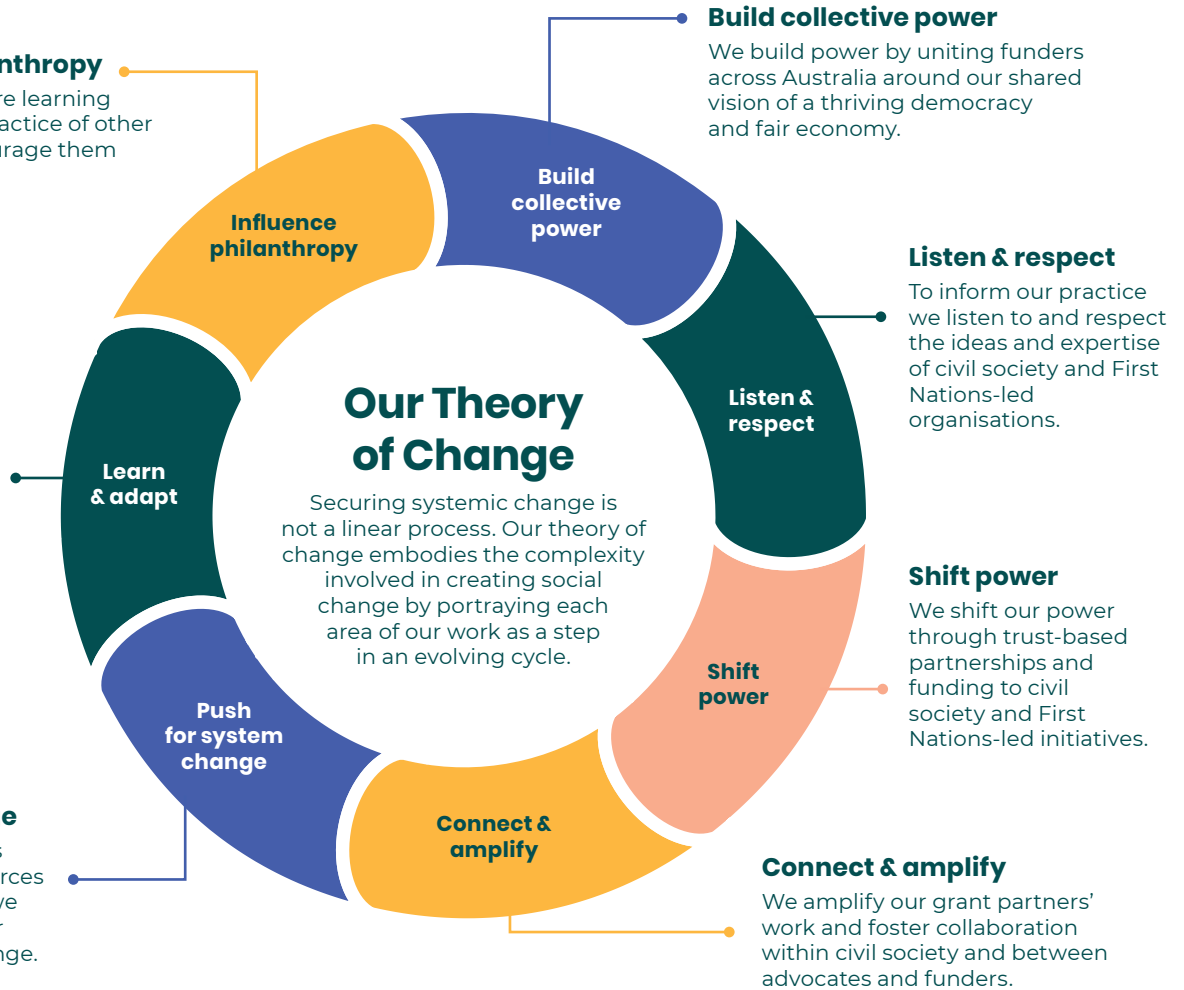 Build collective power
We build power by uniting funders
across Australia around our shared
vision of a thriving democracy
and fair economy.
nthropy
re learning
actice of other
urage them
Build
collective
power
Influence
philanthropy
Listen & respect
To inform our practice
we listen to and respect
the ideas and expertise
of civil society and First
Nations-led
organisations.
Listen &
respect
Our Theory
of Change
Securing systemic change is
not a linear process. Our theory of
change embodies the complexity
involved in creating social
change by portraying each
area of our work as a step
in an evolving cycle.
Learn
& adapt
Shift power
We shift our power
through trust-based
partnerships and
funding to civil
society and First
Nations-led initiatives.
Shift
power
Push
for system
change
Connect &
amplify
e
s
rces
ve
r
nge.
Connect & amplify
We amplify our grant partners’
work and foster collaboration
within civil society and between
advocates and funders.